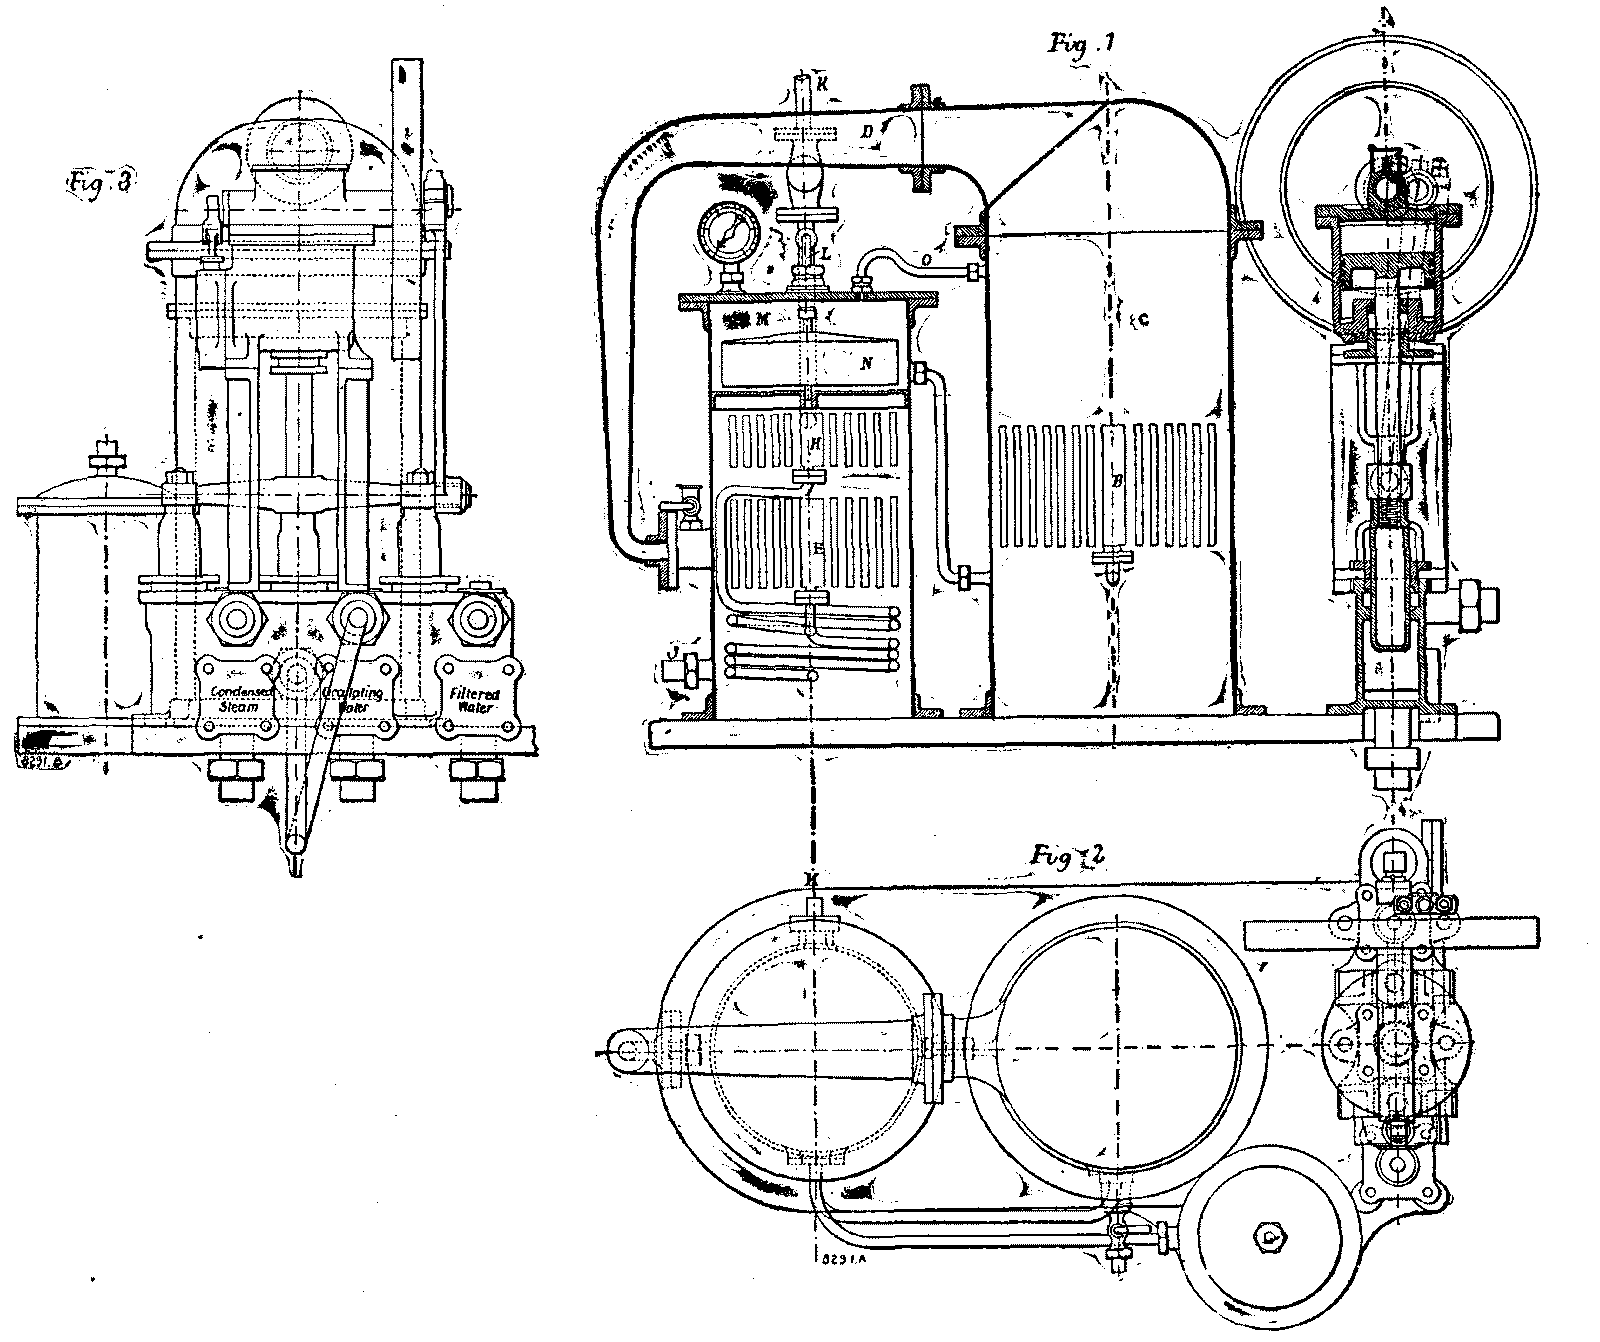 Fig. 1
K
D
Fig. 3
L
O
M
C
N
H
B
E
J
Condensed
Steam
Circulating
Water
Filtered
Water
8291.B
Fig. 2
H
8291.A